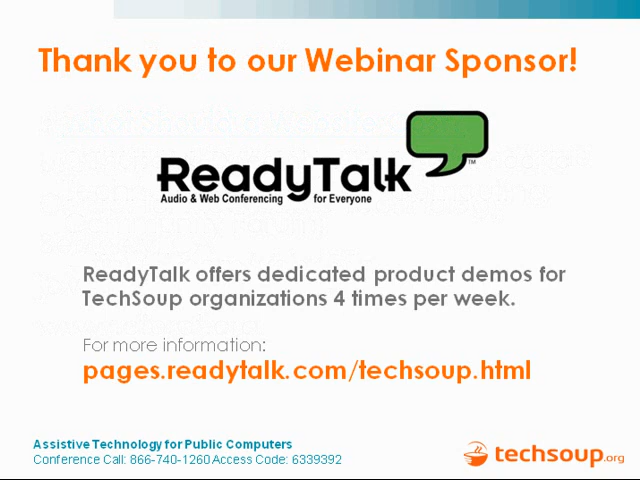 Thank you to our Webinar Sponsor!
ReadyTalk™
Audio & Web Conferencing for Everyone
ReadyTalk offers dedicated product demos for
TechSoup organizations 4 times per week.
For more information:
pages.readytalk.com/techsoup.html
Assistive Technology for Public Computers
Conference Call: 866-740-1260 Access Code: 6339392
techsoup.org